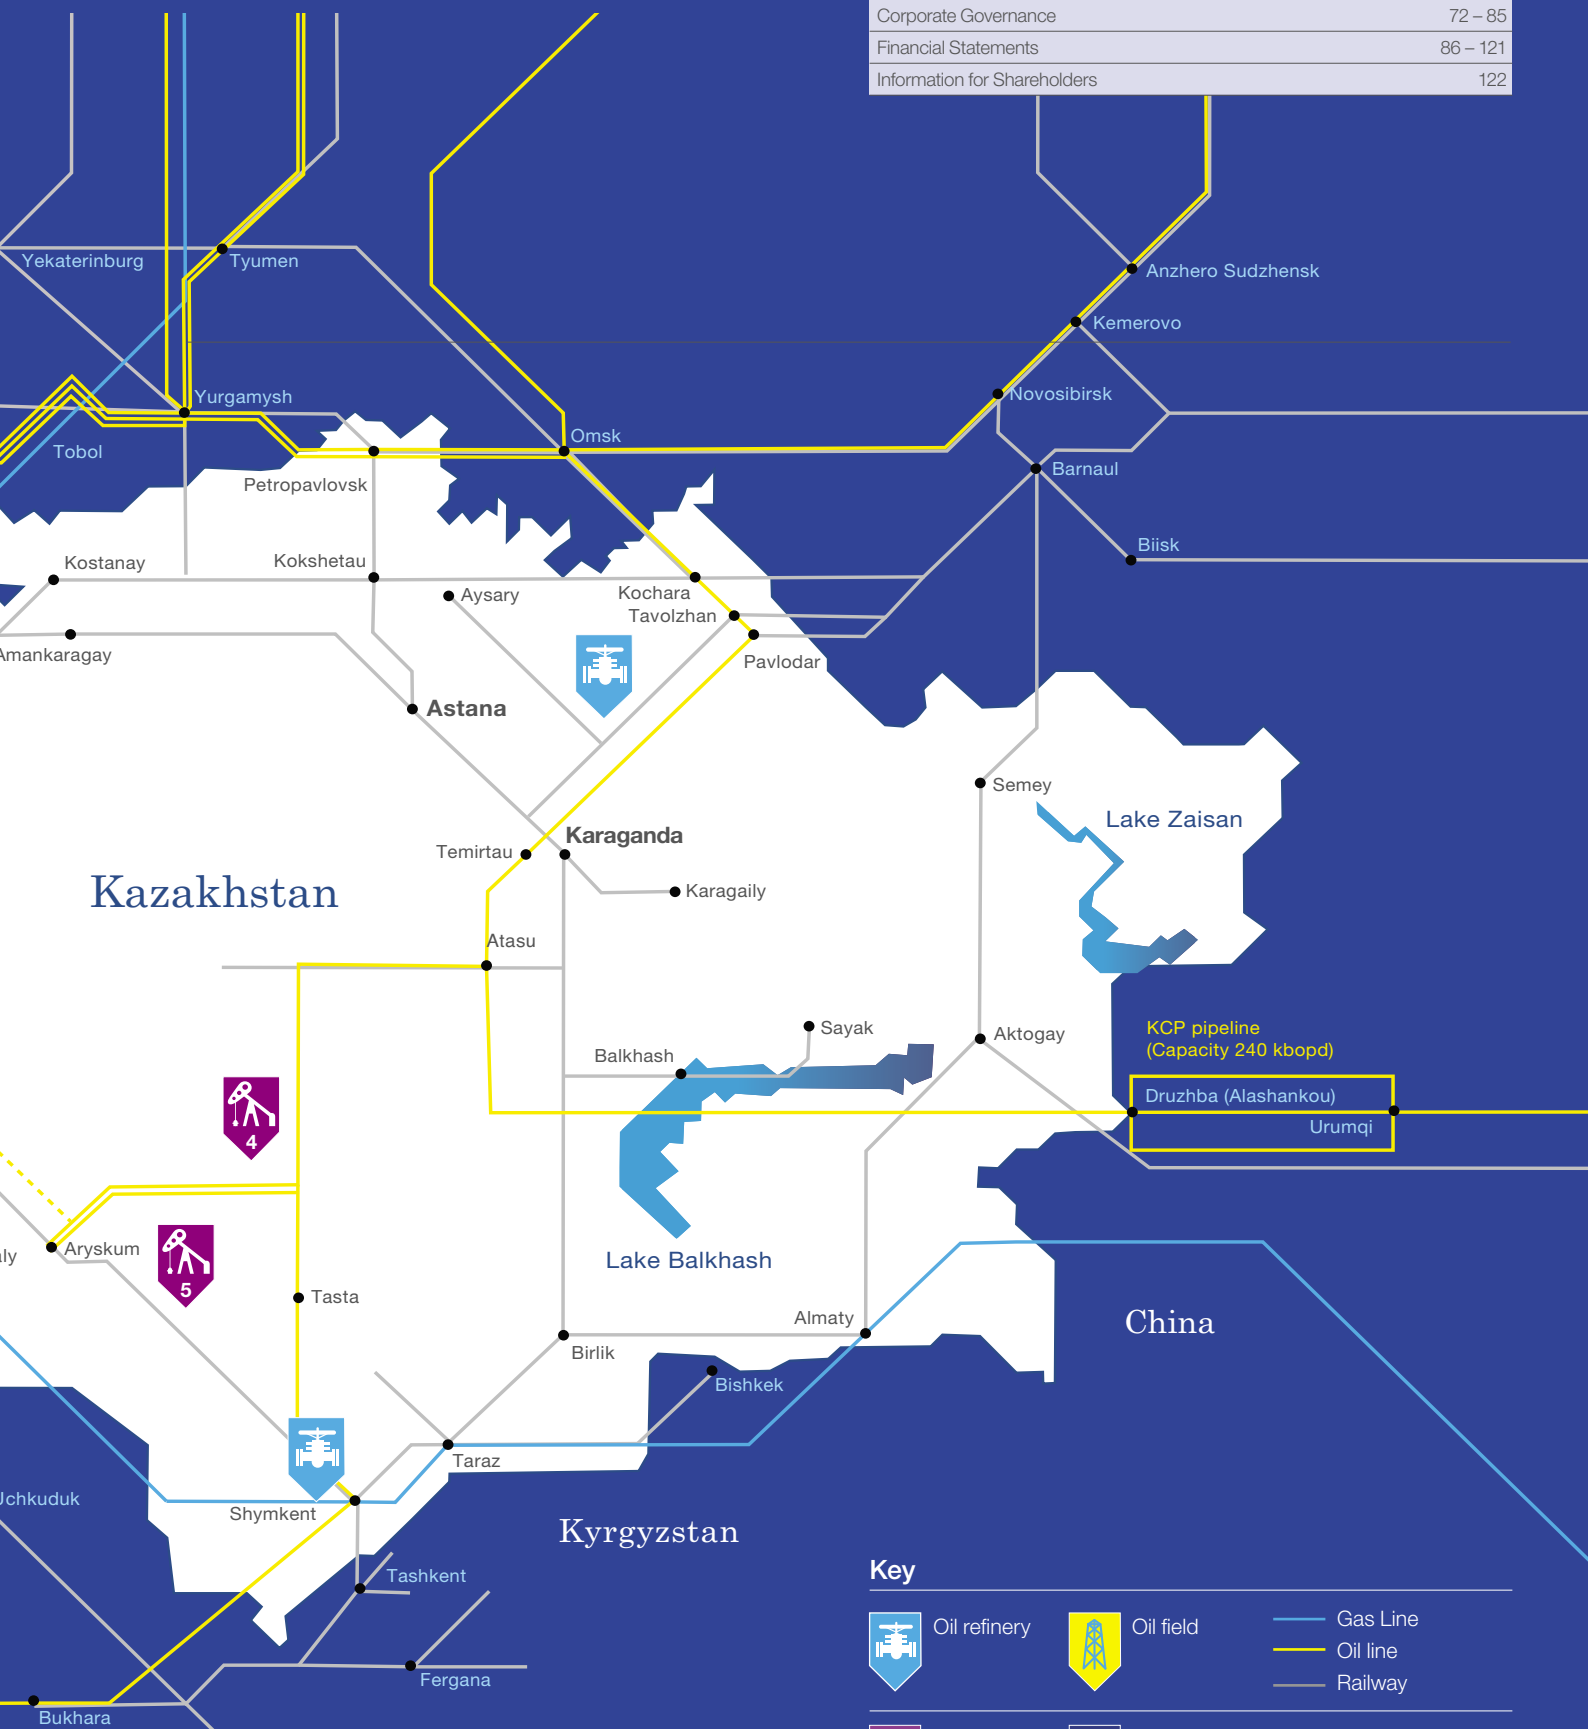 Corporate Governance 72 – 85
Financial Statements 86 – 121
Information for Shareholders 122
Yekaterinburg
Tyumen
Anzhero Sudzhensk
Kemerovo
Yurgamysh
Novosibirsk
Omsk
Tobol
Barnaul
Petropavlovsk
Biisk
Kostanay
Kokshetau
Aysary
Kochara
Tavolzhan
Amankaragay
Pavlodar
Astana
Semey
Lake Zaisan
Karaganda
Temirtau
Kazakhstan
Karagaily
Atasu
Sayak
Aktogay
KCP pipeline
(Capacity 240 kbopd)
Balkhash
Druzhba (Alashankou)
Urumqi
4
Aryskum
aly
Lake Balkhash
5
Tasta
Almaty
China
Birlik
Bishkek
Taraz
Uchkuduk
Shymkent
Kyrgyzstan
Tashkent
Key
Oil refinery
Oil field
Gas Line
Oil line
Railway
Fergana
Bukhara